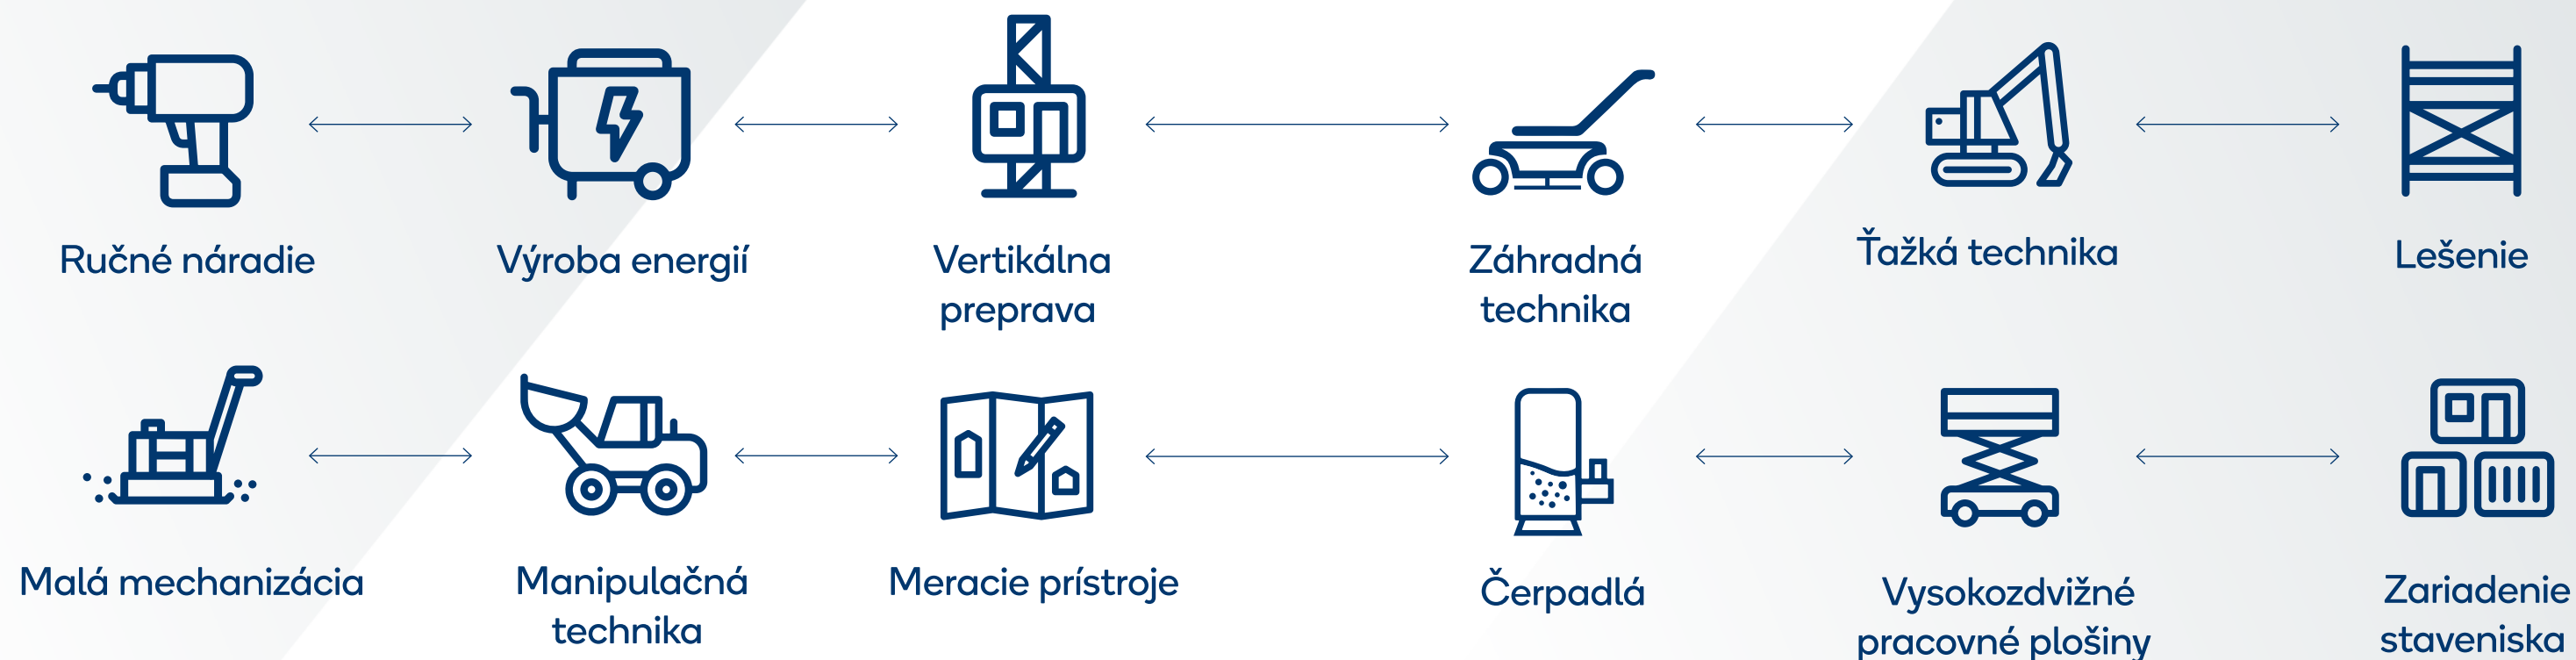 Ručné náradie
Výroba energií
Vertikálna
preprava
Záhradná
technika
Ťažká technika
Lešenie
Malá mechanizácia
Manipulačná
technika
Meracie prístroje
Čerpadlá
Vysokozdvižné
pracovné plošiny
Zariadenie
staveniska